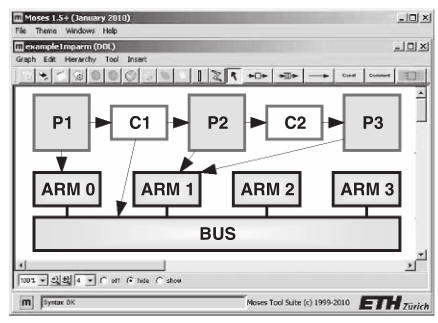 Moses 1.5+ (January 2010)
File Theme Windows Help
example1mparm (DOL)
Graph Edit Hierarchy Tool Insert
Const Comment
P1 C1 P2 C2 P3
ARM 0 ARM 1 ARM 2 ARM 3
BUS
100% 4 off hide show
m Syntax OK Moses Tool Suite (c) 1999-2010 ETH Zürich